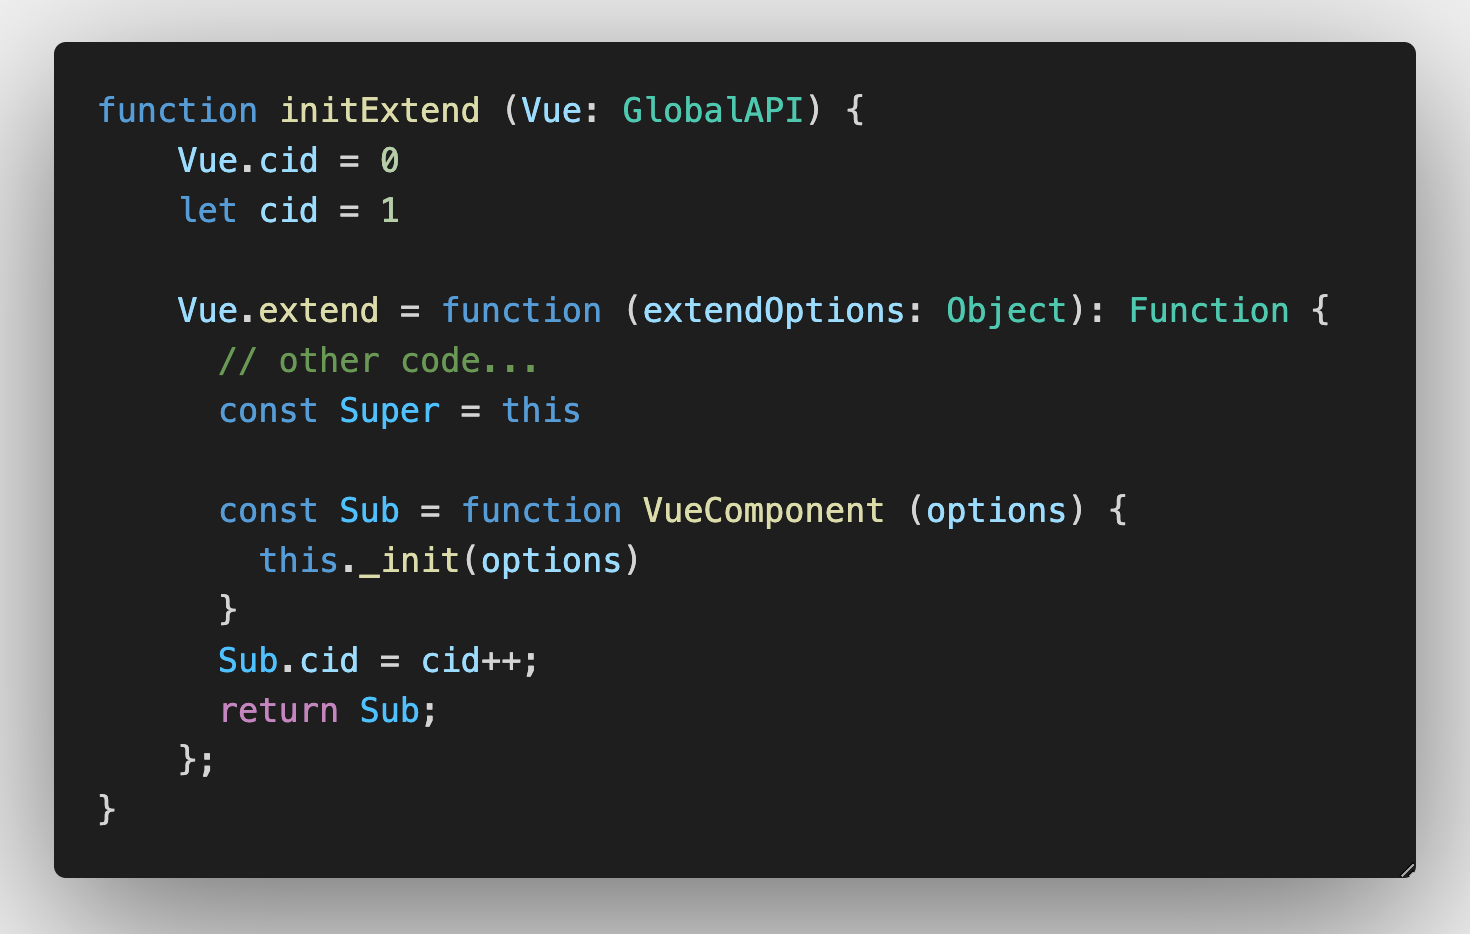 function initExtend (Vue: GlobalAPI) {
    Vue.cid = 0
    let cid = 1

    Vue.extend = function (extendOptions: Object): Function {
      // other code...
      const Super = this

      const Sub = function VueComponent (options) {
        this._init(options)
      }
      Sub.cid = cid++;
      return Sub;
    };
}